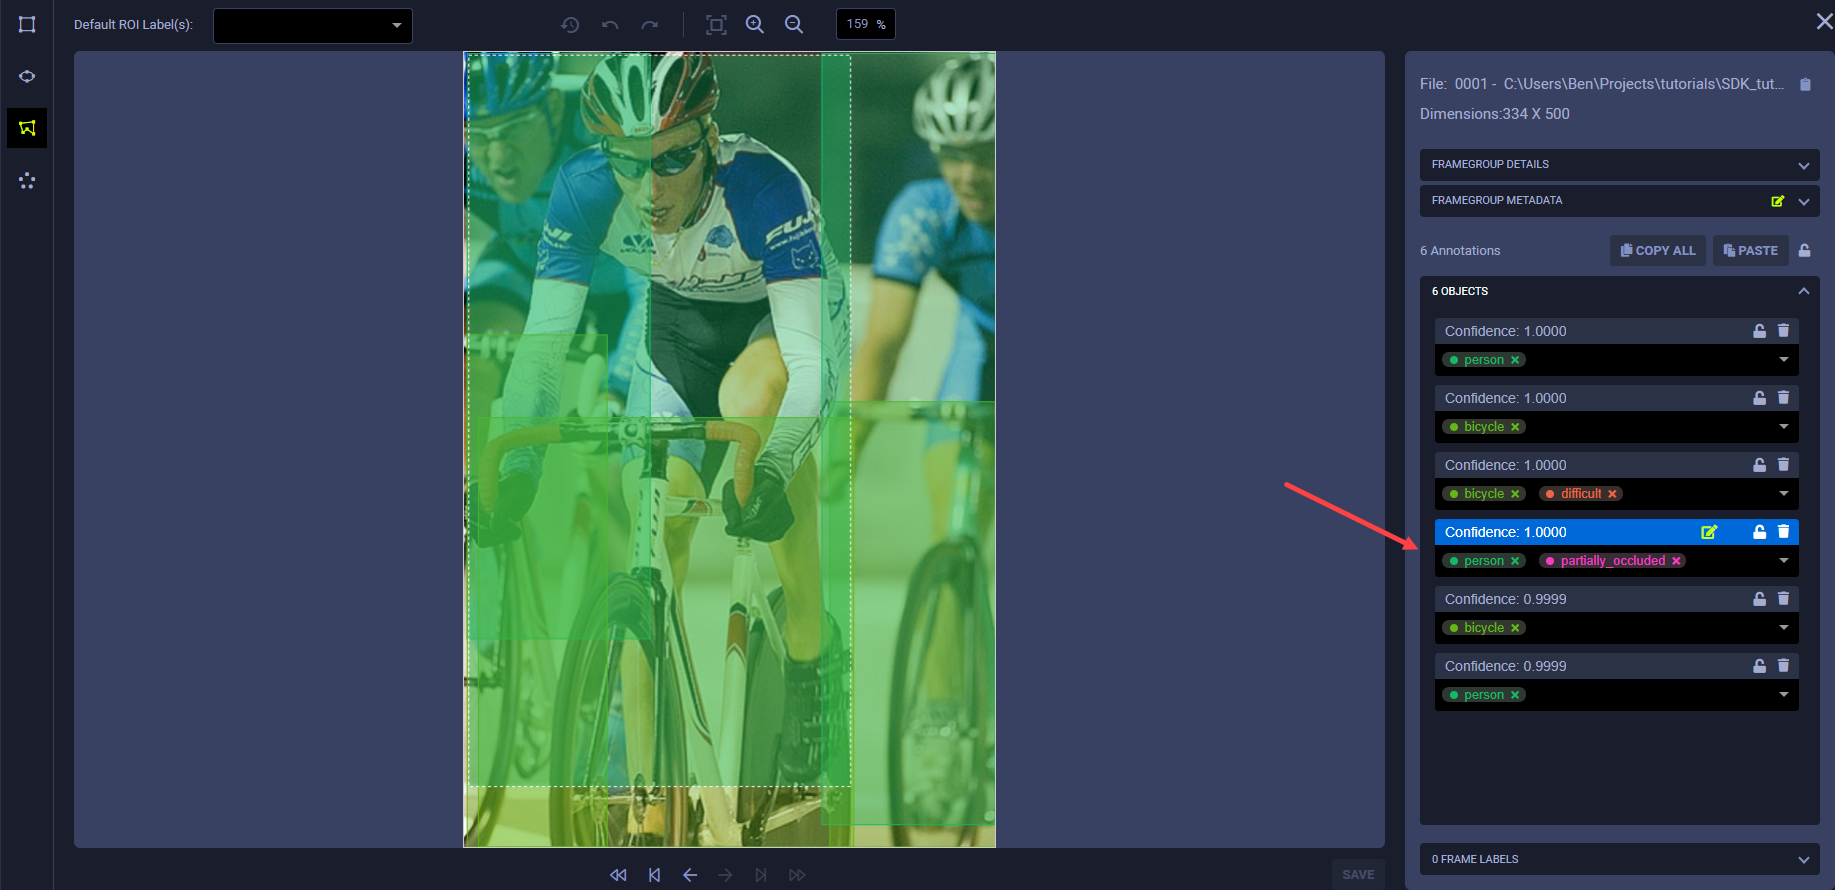 Default ROI Label(s):
159 %
File: 0001 - C:\Users\Ben\Projects\tutorials\SDK_tut...
Dimensions:334 X 500
FRAMEGROUP DETAILS
FRAMEGROUP METADATA
6 Annotations
COPY ALL
PASTE
6 OBJECTS
Confidence: 1.0000
person
Confidence: 1.0000
bicycle
Confidence: 1.0000
bicycle difficult
Confidence: 1.0000
person partially_occluded
Confidence: 0.9999
bicycle
Confidence: 0.9999
person
0 FRAME LABELS
SAVE
FUJI
FUJI